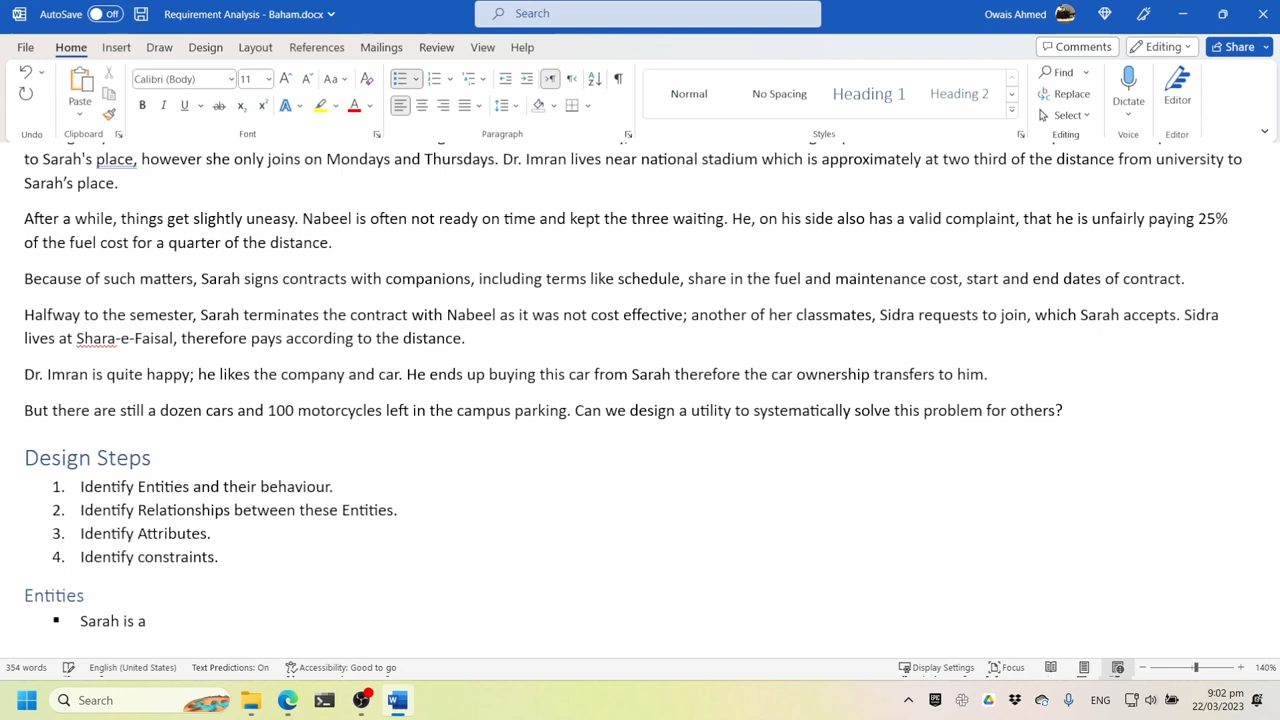 AutoSave Off Requirement Analysis - Baham.docx Search Owais Ahmed
File Home Insert Draw Design Layout References Mailings Review View Help Comments Editing Share
Calibri (Body) 11 Aa Normal No Spacing Heading 1 Heading 2 Find
Paste Replace Dictate Editor
B I U ab x₂ x² A A Select
Undo Clipboard Font Paragraph Styles Editing Voice Editor
to Sarah's place, however she only joins on Mondays and Thursdays. Dr. Imran lives near national stadium which is approximately at two third of the distance from university to
Sarah’s place.
After a while, things get slightly uneasy. Nabeel is often not ready on time and kept the three waiting. He, on his side also has a valid complaint, that he is unfairly paying 25%
of the fuel cost for a quarter of the distance.
Because of such matters, Sarah signs contracts with companions, including terms like schedule, share in the fuel and maintenance cost, start and end dates of contract.
Halfway to the semester, Sarah terminates the contract with Nabeel as it was not cost effective; another of her classmates, Sidra requests to join, which Sarah accepts. Sidra
lives at Shara-e-Faisal, therefore pays according to the distance.
Dr. Imran is quite happy; he likes the company and car. He ends up buying this car from Sarah therefore the car ownership transfers to him.
But there are still a dozen cars and 100 motorcycles left in the campus parking. Can we design a utility to systematically solve this problem for others?
Design Steps
1. Identify Entities and their behaviour.
2. Identify Relationships between these Entities.
3. Identify Attributes.
4. Identify constraints.
Entities
▪ Sarah is a
354 words English (United States) Text Predictions: On Accessibility: Good to go Display Settings Focus 140%
Search ENG 9:02 pm
22/03/2023